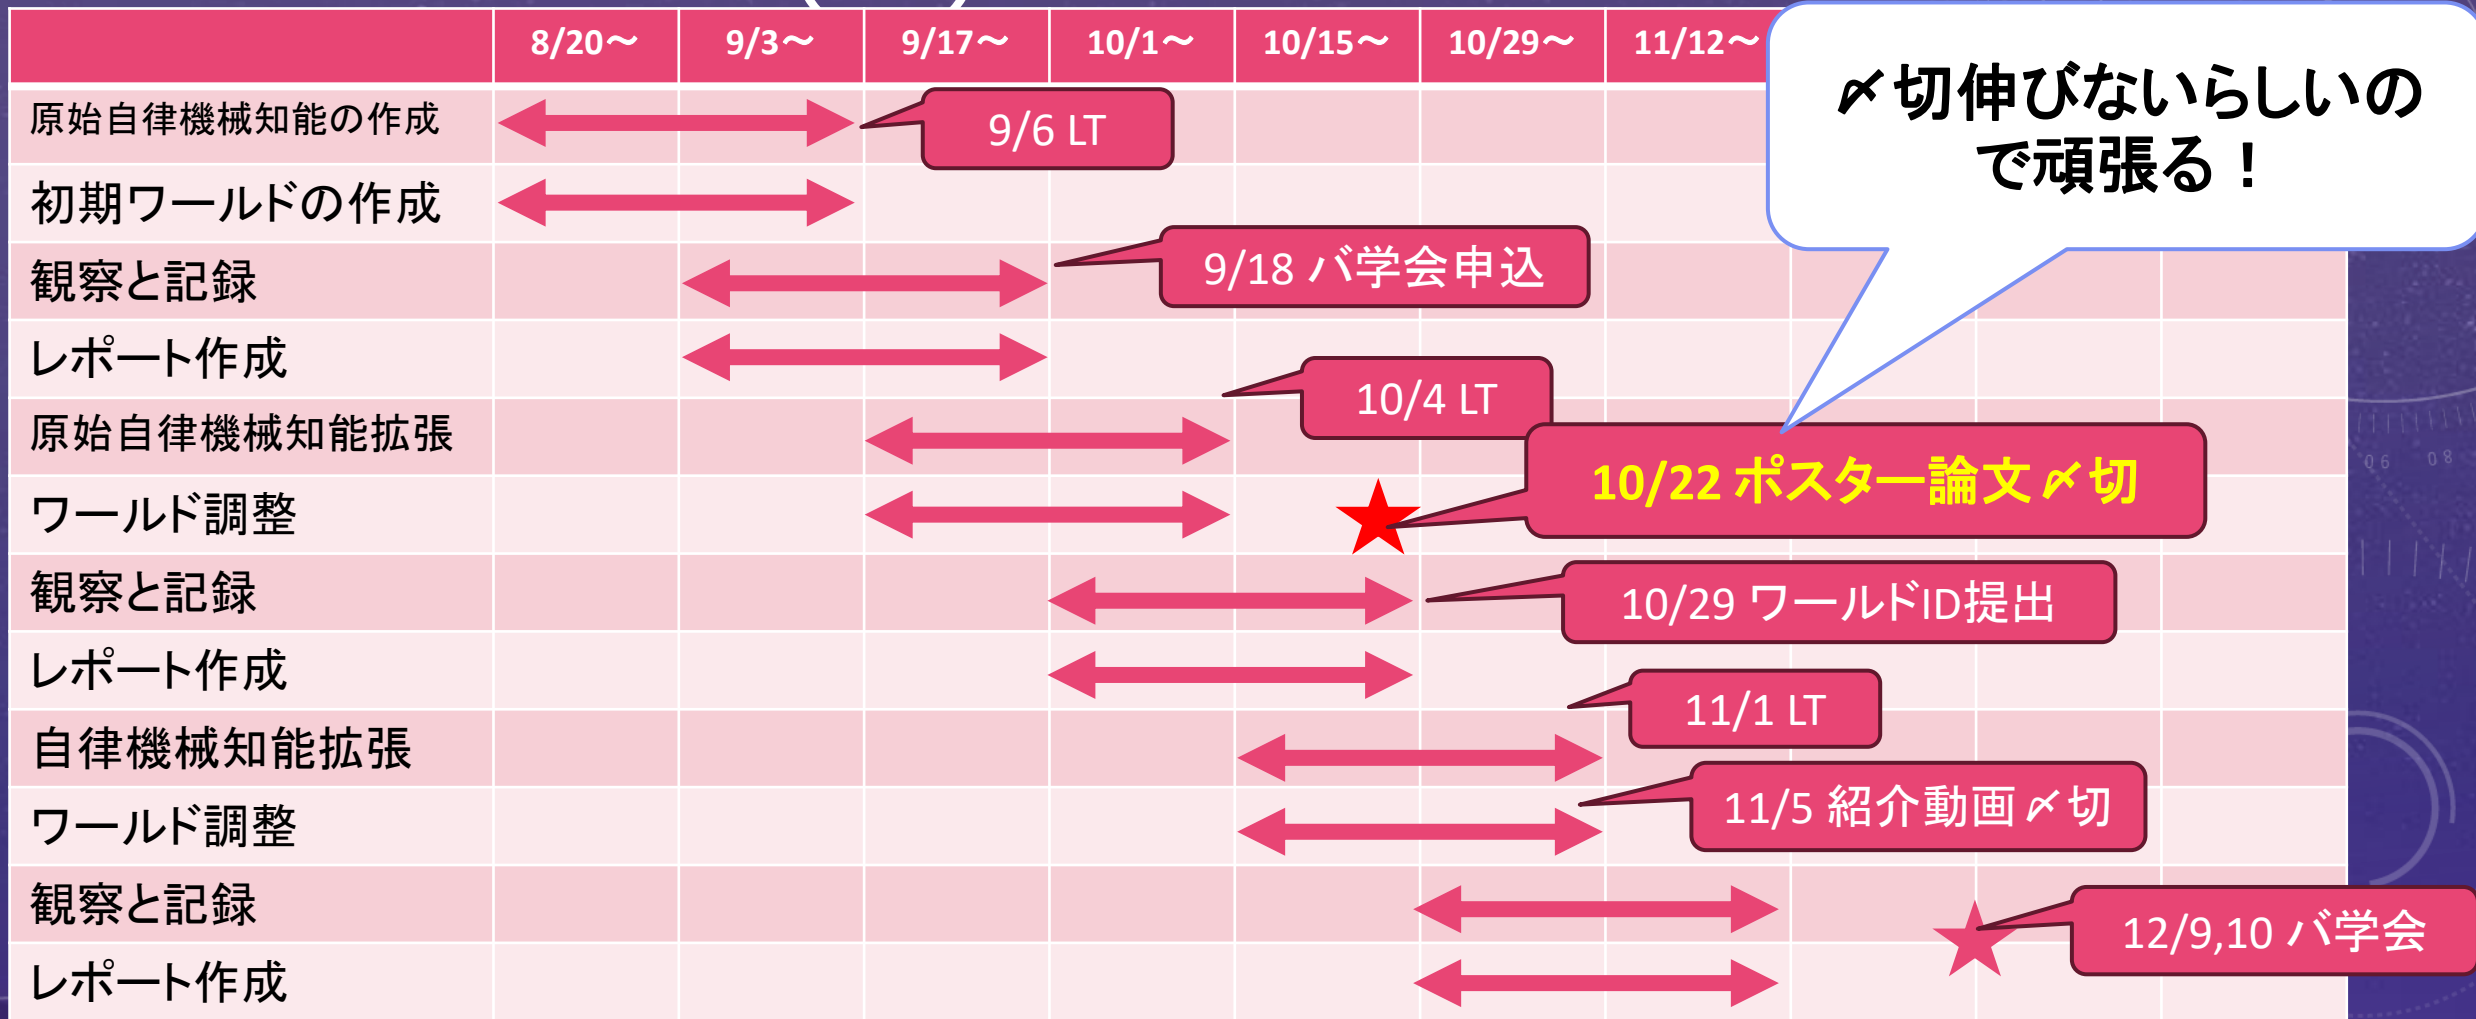 8/20～
9/3～
9/17～
10/1～
10/15～
10/29～
11/12～
〆切伸びないらしいの
で頑張る！
原始自律機械知能の作成
9/6 LT
初期ワールドの作成
観察と記録
9/18 バ学会申込
レポート作成
10/4 LT
原始自律機械知能拡張
10/22 ポスター論文〆切
ワールド調整
観察と記録
10/29 ワールドID提出
レポート作成
11/1 LT
自律機械知能拡張
ワールド調整
11/5 紹介動画〆切
観察と記録
12/9,10 バ学会
レポート作成
06 08